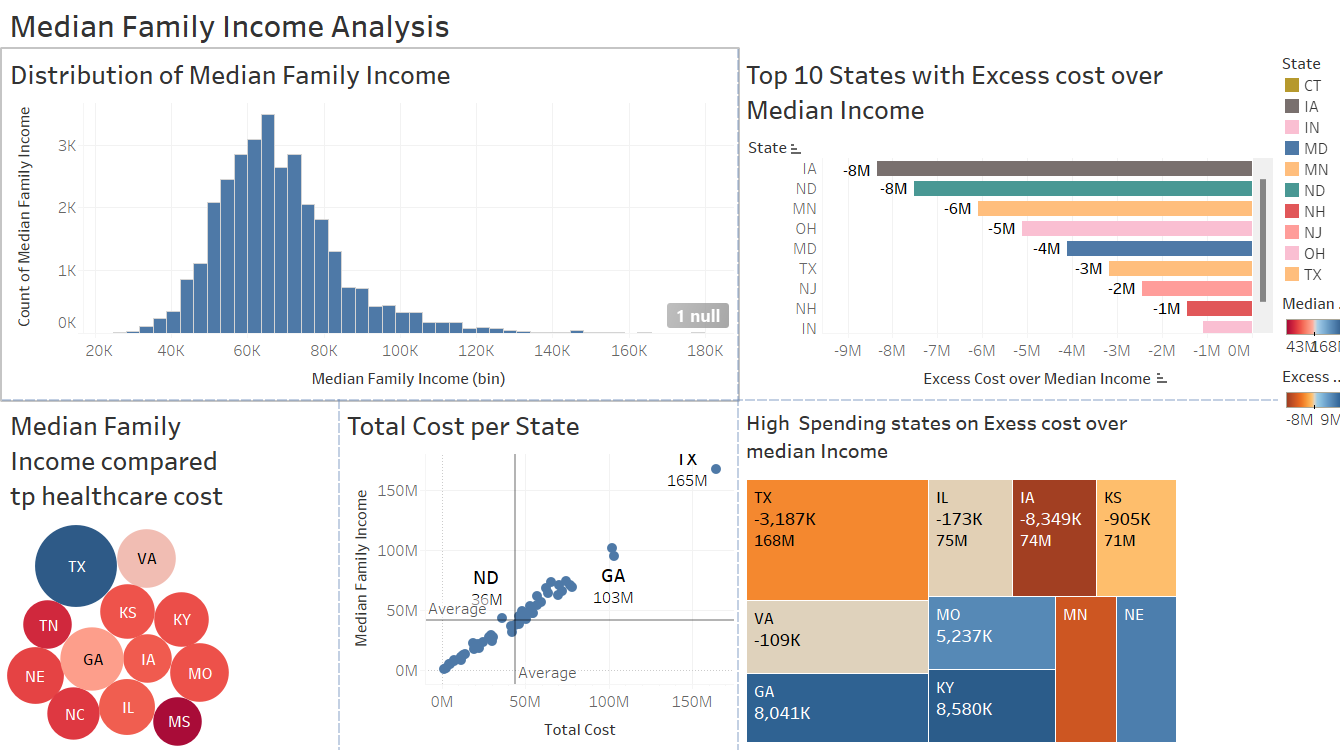 Median Family Income Analysis
Distribution of Median Family Income
Count of Median Family Income
3K
2K
1K
0K
1 null
20K 40K 60K 80K 100K 120K 140K 160K 180K
Median Family Income (bin)
Top 10 States with Excess cost over
Median Income
State
IA -8M
ND -8M
MN -6M
OH -5M
MD -4M
TX -3M
NJ -2M
NH -1M
IN
-9M -8M -7M -6M -5M -4M -3M -2M -1M 0M
Excess Cost over Median Income
State
CT
IA
IN
MD
MN
ND
NH
NJ
OH
TX
Median ..
43M 168M
Excess ..
-8M 9M
Median Family
Income compared
tp healthcare cost
TX
VA
KS
KY
TN
GA
IA
NE
MO
NC
IL
MS
Total Cost per State
Median Family Income
150M
100M
50M
0M
TX
165M
GA
103M
ND
36M
Average
Average
0M 50M 100M 150M
Total Cost
High Spending states on Exess cost over
median Income
TX
-3,187K
168M
IL
-173K
75M
IA
-8,349K
74M
KS
-905K
71M
VA
-109K
MO
5,237K
MN
NE
GA
8,041K
KY
8,580K